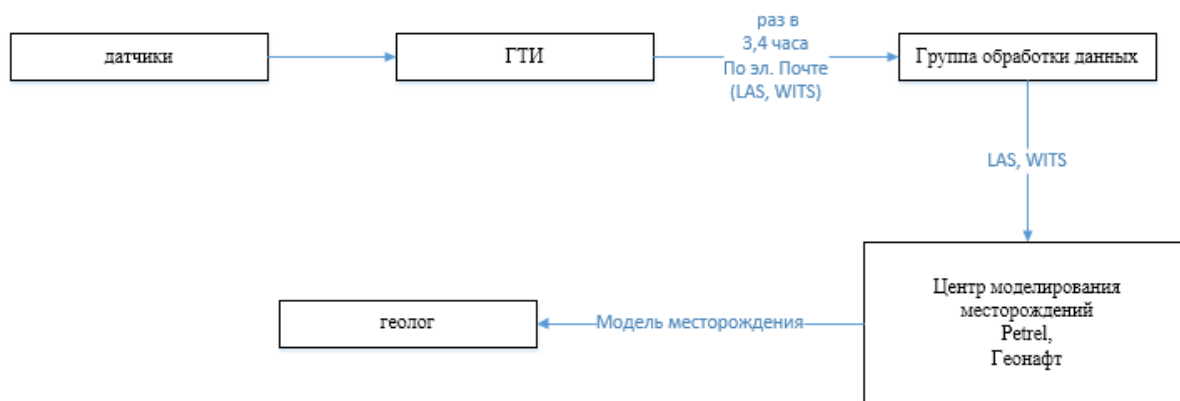 датчики
ГТИ
раз в
3,4 часа
По эл. Почте
(LAS, WITS)
Группа обработки данных
LAS, WITS
Центр моделирования
месторождений
Petrel,
Геонафт
Модель месторождения
геолог